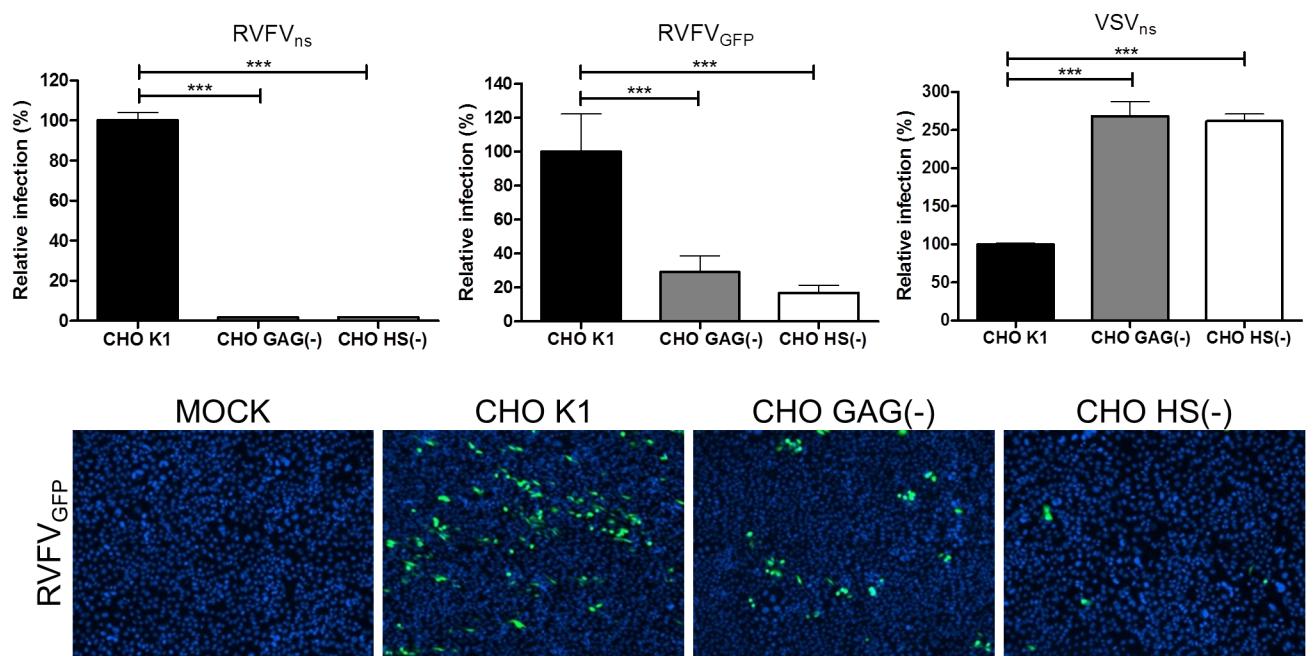 RVFVns
***
***
Relative infection (%)
120
100
80
60
40
20
0
CHO K1
CHO GAG(-)
CHO HS(-)
RVFVGFP
***
***
Relative infection (%)
140
120
100
80
60
40
20
0
CHO K1
CHO GAG(-)
CHO HS(-)
VSVns
***
***
Relative infection (%)
300
250
200
150
100
50
0
CHO K1
CHO GAG(-)
CHO HS(-)
MOCK
CHO K1
CHO GAG(-)
CHO HS(-)
RVFVGFP